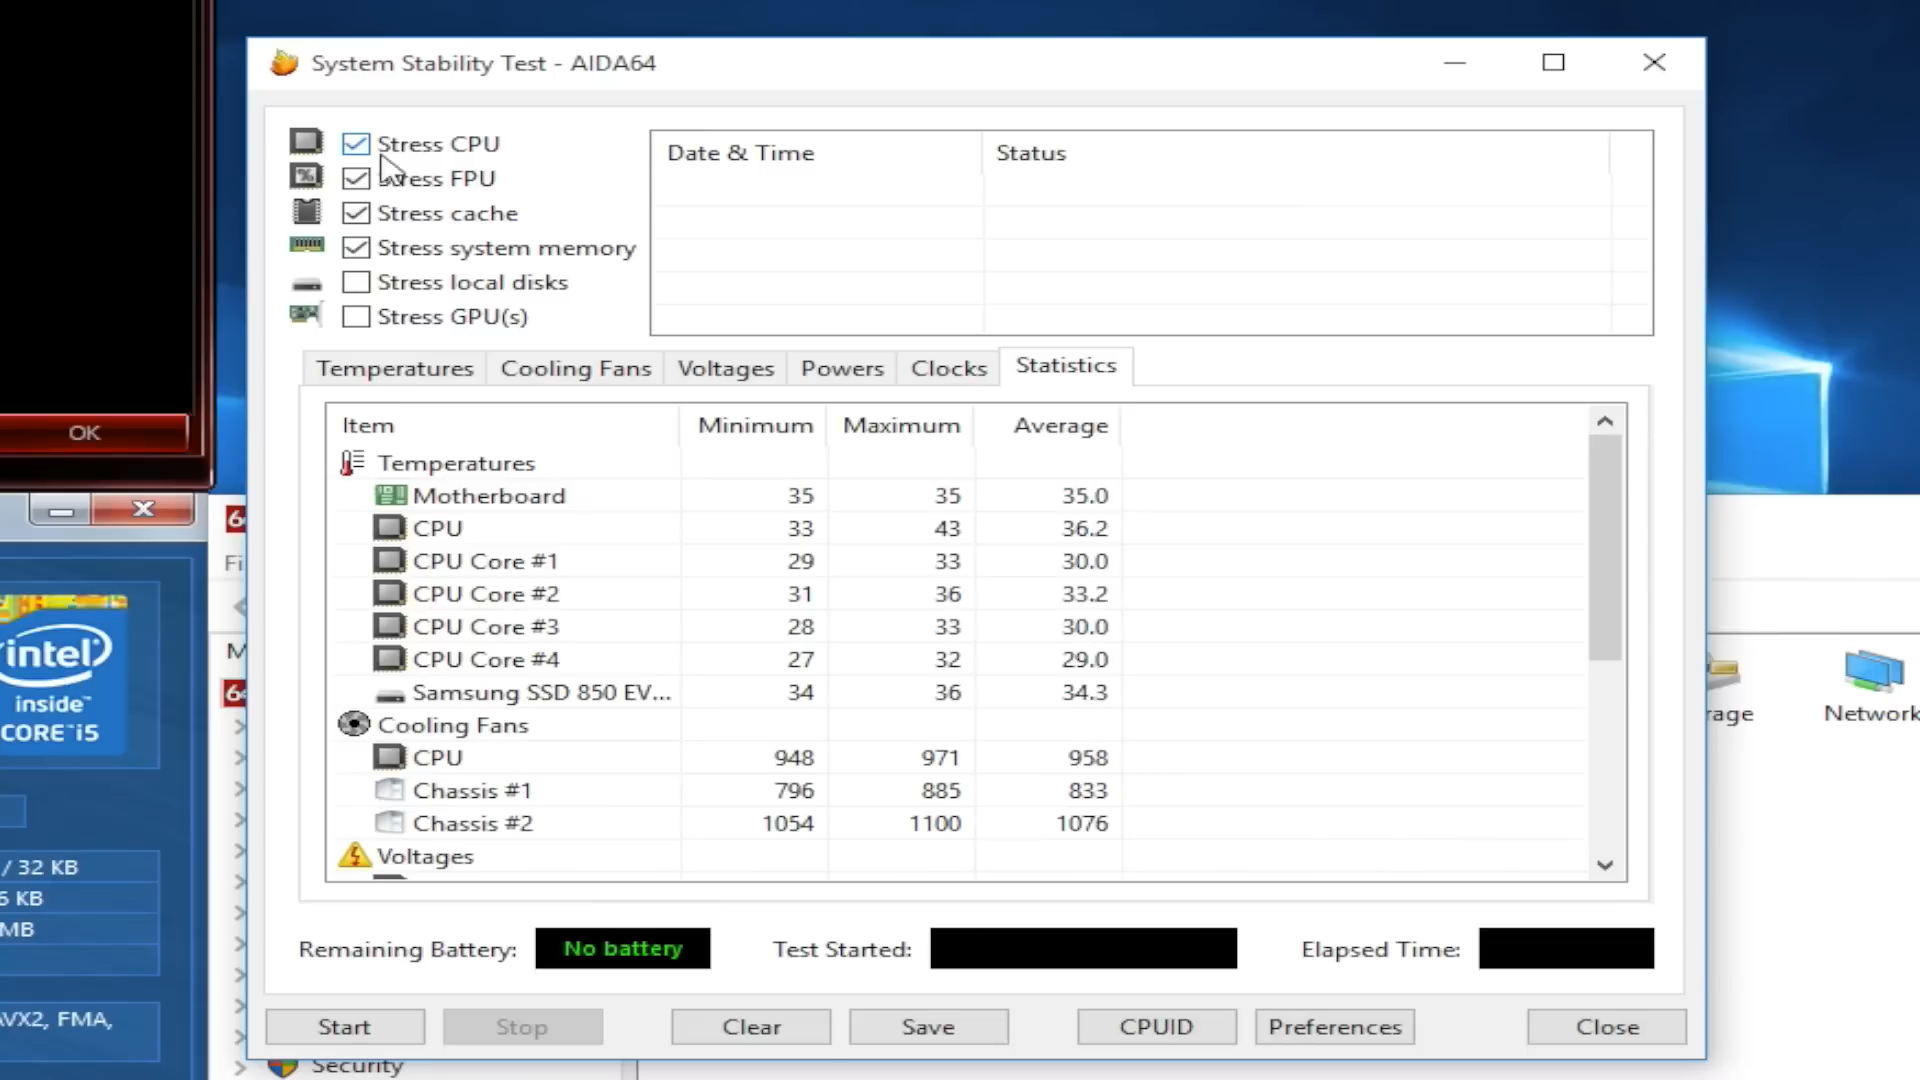 System Stability Test - AIDA64
Stress CPU
Stress FPU
Stress cache
Stress system memory
Stress local disks
Stress GPU(s)
Date & Time Status
Temperatures Cooling Fans Voltages Powers Clocks Statistics
Item Minimum Maximum Average
Temperatures
Motherboard 35 35 35.0
CPU 33 43 36.2
CPU Core #1 29 33 30.0
CPU Core #2 31 36 33.2
CPU Core #3 28 33 30.0
CPU Core #4 27 32 29.0
Samsung SSD 850 EV... 34 36 34.3
Cooling Fans
CPU 948 971 958
Chassis #1 796 885 833
Chassis #2 1054 1100 1076
Voltages
Remaining Battery: No battery Test Started: Elapsed Time:
Start Stop Clear Save CPUID Preferences Close
OK
Fi
M
intel
inside™
CORE™ i5
/ 32 KB
6 KB
MB
AVX2, FMA,
Security
rage
Network